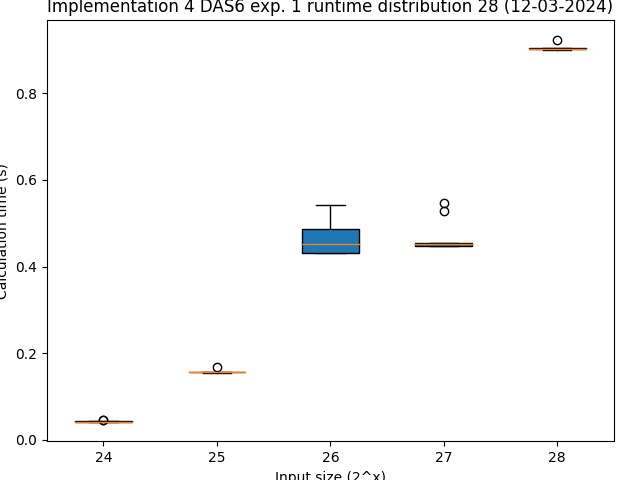 Implementation 4 DAS6 exp. 1 runtime distribution 28 (12-03-2024)
Calculation time (s)
0.8
0.6
0.4
0.2
0.0
24 25 26 27 28
Input size (2^x)